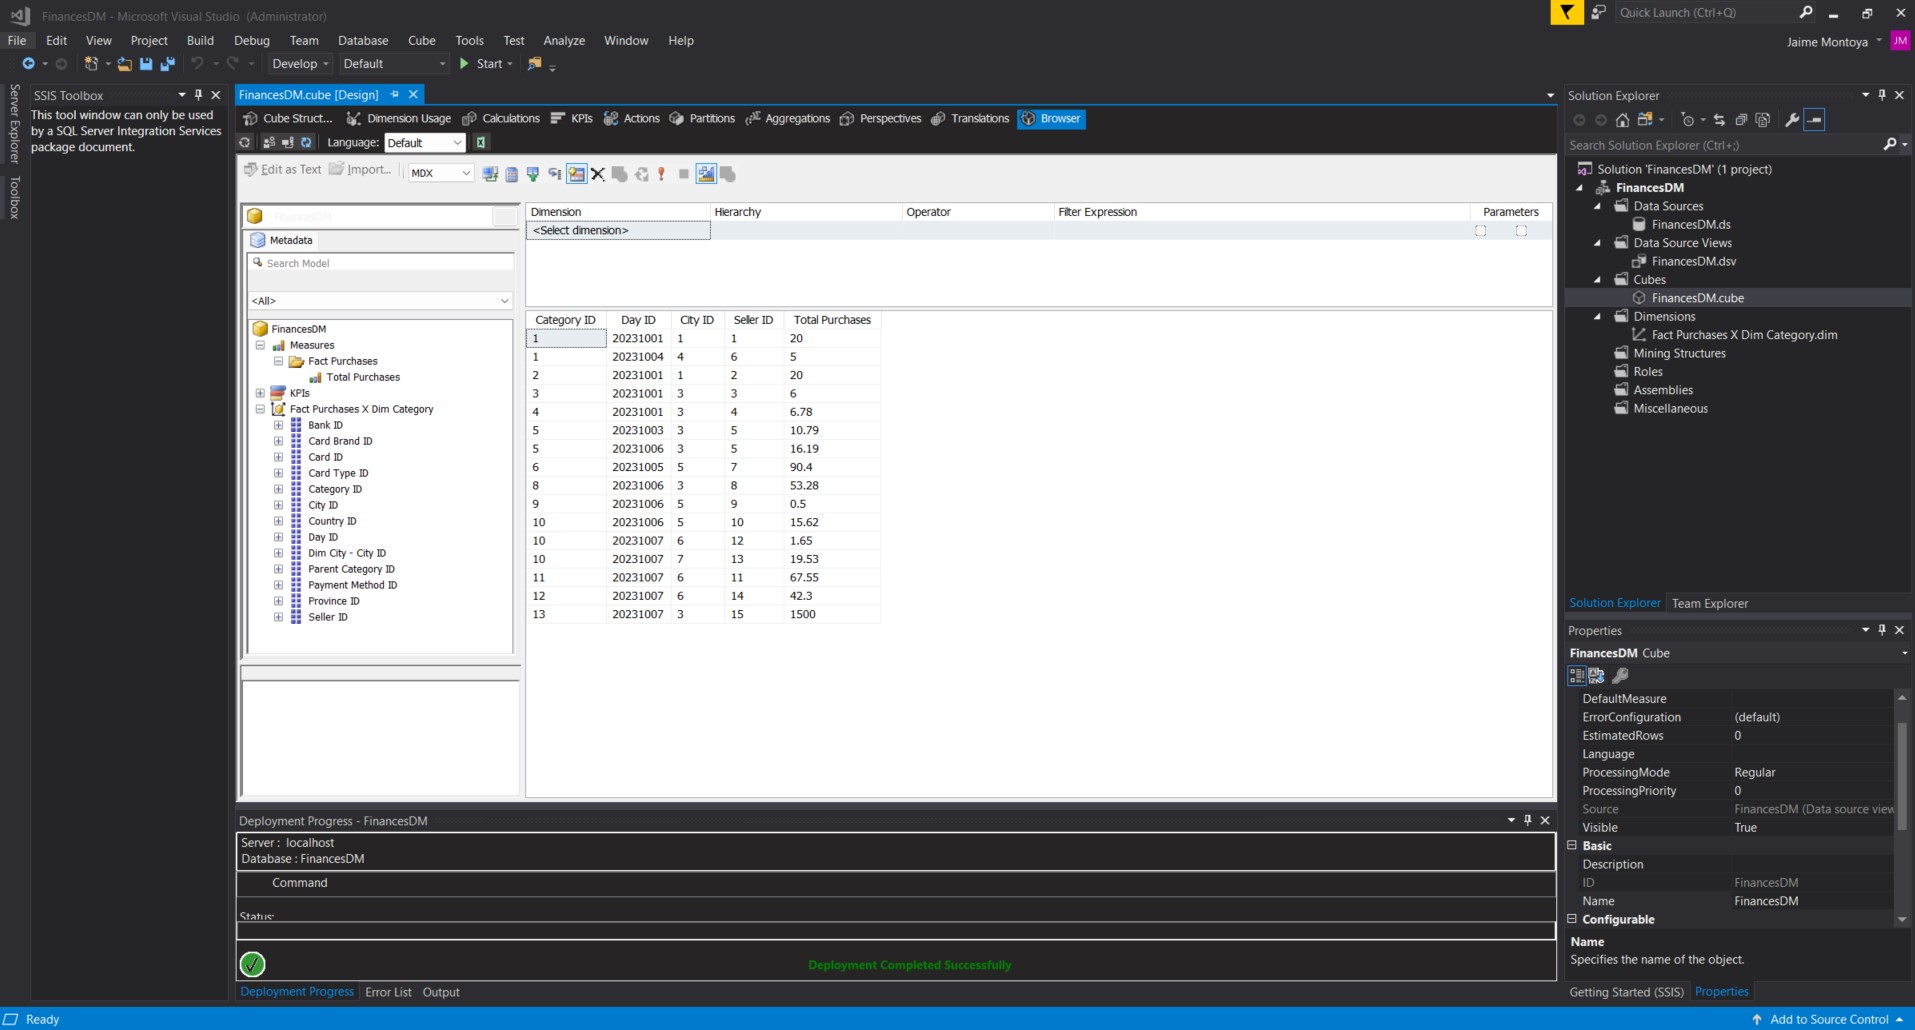 FinancesDM - Microsoft Visual Studio (Administrator)
Quick Launch (Ctrl+Q)
File Edit View Project Build Debug Team Database Cube Tools Test Analyze Window Help
Jaime Montoya JM
Develop Default Start
Server Explorer
Toolbox
SSIS Toolbox
This tool window can only be used
by a SQL Server Integration Services
package document.
FinancesDM.cube [Design]
Cube Struct... Dimension Usage Calculations KPIs Actions Partitions Aggregations Perspectives Translations Browser
Language: Default
Edit as Text Import... MDX
FinancesDM
Metadata
Search Model
<All>
FinancesDM
Measures
Fact Purchases
Total Purchases
KPIs
Fact Purchases X Dim Category
Bank ID
Card Brand ID
Card ID
Card Type ID
Category ID
City ID
Country ID
Day ID
Dim City - City ID
Parent Category ID
Payment Method ID
Province ID
Seller ID
Dimension Hierarchy Operator Filter Expression Parameters
<Select dimension>
Category ID Day ID City ID Seller ID Total Purchases
1 20231001 1 1 20
1 20231004 4 6 5
2 20231001 1 2 20
3 20231001 3 3 6
4 20231001 3 4 6.78
5 20231003 3 5 10.79
5 20231006 3 5 16.19
6 20231005 5 7 90.4
8 20231006 3 8 53.28
9 20231006 5 9 0.5
10 20231006 5 10 15.62
10 20231007 6 12 1.65
10 20231007 7 13 19.53
11 20231007 6 11 67.55
12 20231007 6 14 42.3
13 20231007 3 15 1500
Deployment Progress - FinancesDM
Server : localhost
Database : FinancesDM
Command
Status:
Deployment Completed Successfully
Deployment Progress Error List Output
Solution Explorer
Search Solution Explorer (Ctrl+;)
Solution 'FinancesDM' (1 project)
FinancesDM
Data Sources
FinancesDM.ds
Data Source Views
FinancesDM.dsv
Cubes
FinancesDM.cube
Dimensions
Fact Purchases X Dim Category.dim
Mining Structures
Roles
Assemblies
Miscellaneous
Solution Explorer Team Explorer
Properties
FinancesDM Cube
DefaultMeasure
ErrorConfiguration (default)
EstimatedRows 0
Language
ProcessingMode Regular
ProcessingPriority 0
Source FinancesDM (Data source view
Visible True
Basic
Description
ID FinancesDM
Name FinancesDM
Configurable
Name
Specifies the name of the object.
Getting Started (SSIS) Properties
Ready
Add to Source Control